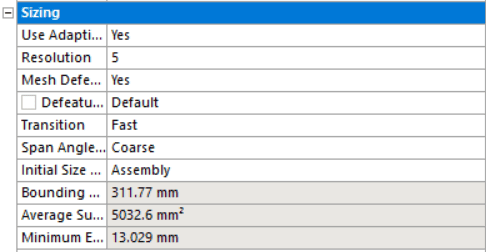 Sizing
Use Adapti... Yes
Resolution 5
Mesh Defe... Yes
Defeatu... Default
Transition Fast
Span Angle... Coarse
Initial Size ... Assembly
Bounding ... 311.77 mm
Average Su... 5032.6 mm²
Minimum E... 13.029 mm